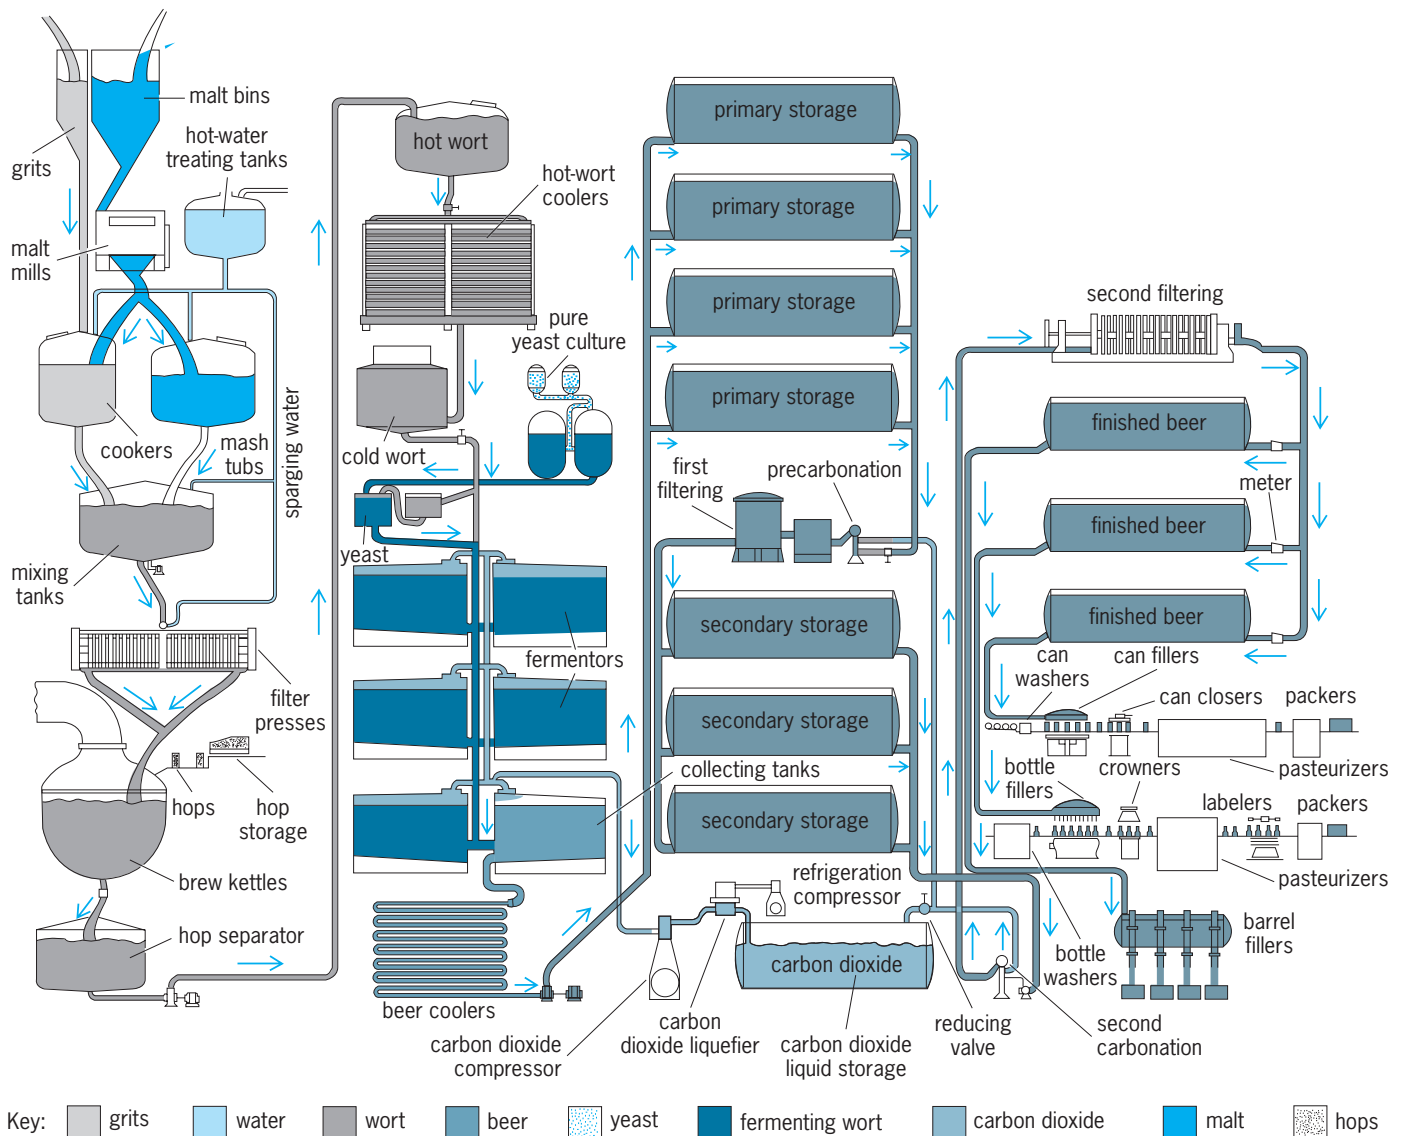 malt bins
grits
hot-water
treating tanks
malt
mills
cookers
mash
tubs
sparging water
mixing
tanks
filter
presses
hops
hop
storage
brew kettles
hop separator
hot wort
hot-wort
coolers
pure
yeast culture
cold wort
yeast
fermentors
collecting tanks
beer coolers
carbon dioxide
compressor
carbon
dioxide liquefier
refrigeration
compressor
carbon dioxide
carbon dioxide
liquid storage
reducing
valve
second
carbonation
primary storage
primary storage
primary storage
primary storage
first
filtering
precarbonation
secondary storage
secondary storage
secondary storage
second filtering
finished beer
finished beer
finished beer
meter
can
washers
can fillers
can closers
packers
pasteurizers
bottle
fillers
crowners
labelers
packers
pasteurizers
bottle
washers
barrel
fillers
Key:
grits
water
wort
beer
yeast
fermenting wort
carbon dioxide
malt
hops